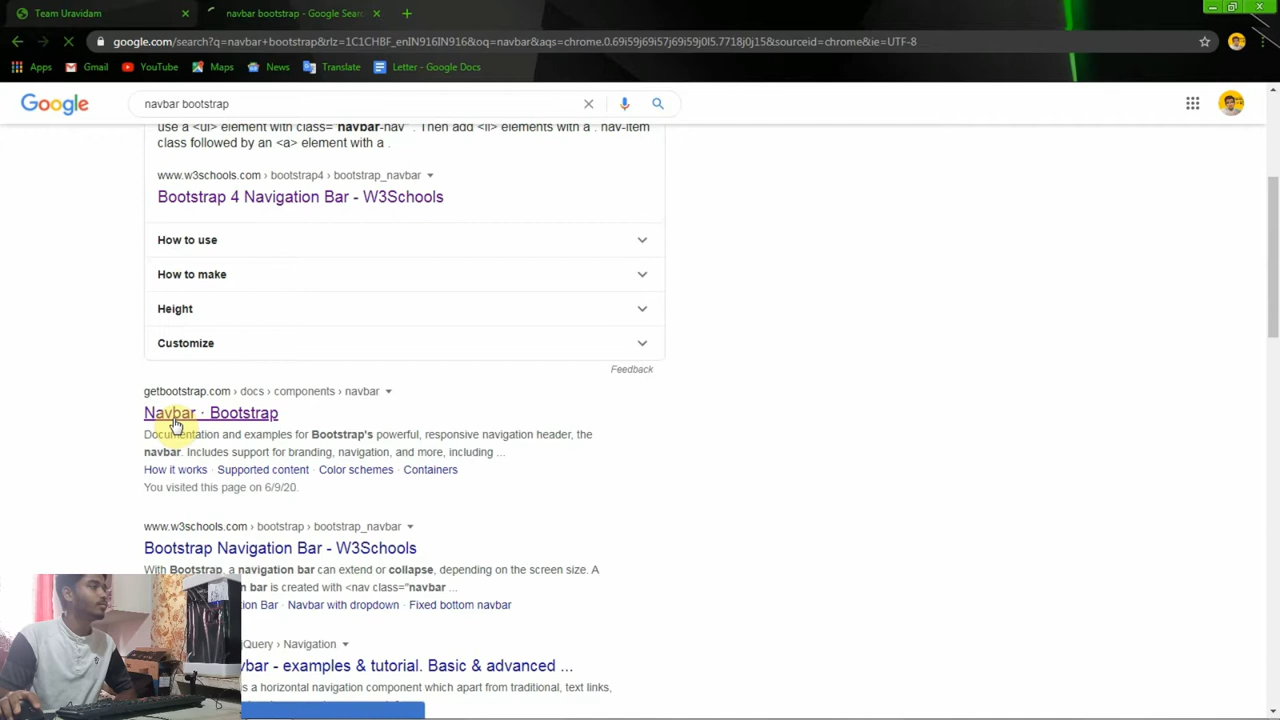 Team Uravidam
navbar bootstrap - Google Sear
google.com/search?q=navbar+bootstrap&rlz=1C1CHBF_enIN916IN916&oq=navbar&aqs=chrome.0.69i59j69i57j69i59j0l5.7718j0j15&sourceid=chrome&ie=UTF-8
Apps Gmail YouTube Maps News Translate Letter - Google Docs
Google navbar bootstrap
use a <ul> element with class="navbar-nav" . Then add <li> elements with a . nav-item
class followed by an <a> element with a .
www.w3schools.com › bootstrap4 › bootstrap_navbar
Bootstrap 4 Navigation Bar - W3Schools
How to use
How to make
Height
Customize
Feedback
getbootstrap.com › docs › components › navbar
Navbar · Bootstrap
Documentation and examples for Bootstrap's powerful, responsive navigation header, the
navbar. Includes support for branding, navigation, and more, including ...
How it works · Supported content · Color schemes · Containers
You visited this page on 6/9/20.
www.w3schools.com › bootstrap › bootstrap_navbar
Bootstrap Navigation Bar - W3Schools
With Bootstrap, a navigation bar can extend or collapse, depending on the screen size. A
n bar is created with <nav class="navbar ...
ion Bar · Navbar with dropdown · Fixed bottom navbar
Query › Navigation
vbar - examples & tutorial. Basic & advanced ...
s a horizontal navigation component which apart from traditional, text links,